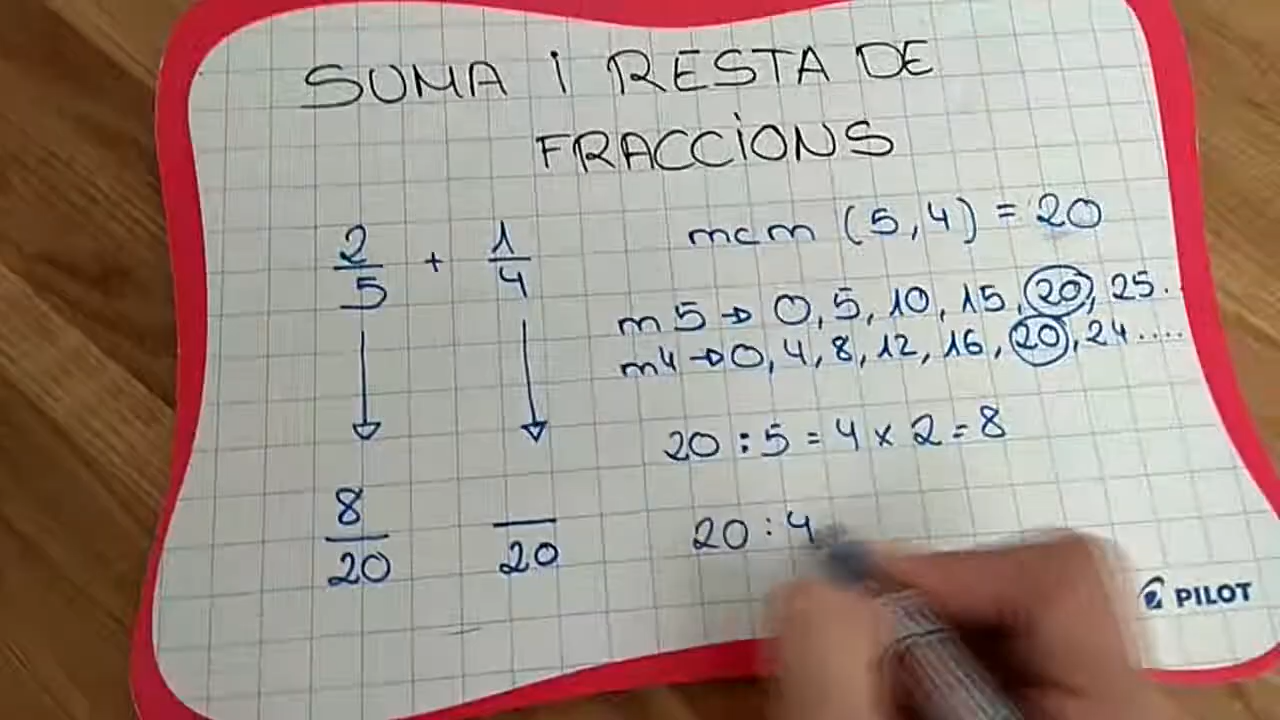 SUMA I RESTA DE
FRACCIONS
2/5 + 1/4
mcm (5,4) = 20
m5 → 0, 5, 10, 15, 20, 25..
m4 → 0, 4, 8, 12, 16, 20, 24....
20 : 5 = 4 x 2 = 8
8/20 /20
20 : 4
PILOT